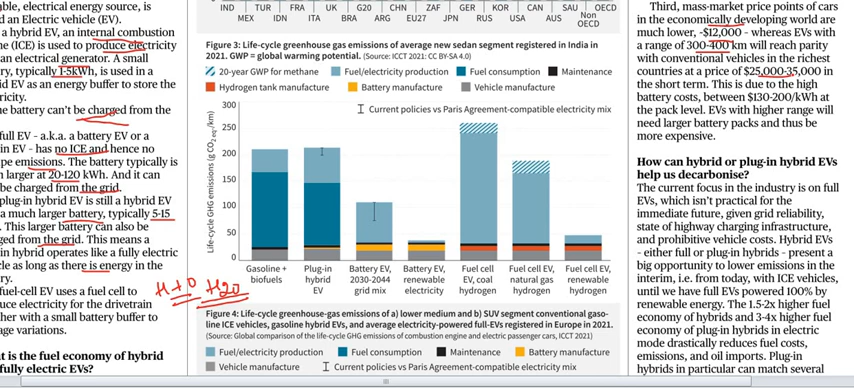 IND TUR FRA UK G20 CHN ZAF GER KOR CAN SAU OECD
MEX IDN ITA BRA ARG EU27 JPN RUS USA AUS Non OECD
Figure 3: Life-cycle greenhouse gas emissions of average new sedan segment registered in India in
2021. GWP = global warming potential. (Source: ICCT 2021: CC BY-SA 4.0)
20-year GWP for methane Fuel/electricity production Fuel consumption Maintenance
Hydrogen tank manufacture Battery manufacture Vehicle manufacture
Current policies vs Paris Agreement-compatible electricity mix
Life-cycle GHG emissions (g CO2 eq/km)
300
250
200
150
100
50
0
Gasoline + biofuels
Plug-in hybrid EV
Battery EV, 2030-2044 grid mix
Battery EV, renewable electricity
Fuel cell EV, coal hydrogen
Fuel cell EV, natural gas hydrogen
Fuel cell EV, renewable hydrogen
Figure 4: Life-cycle greenhouse-gas emissions of a) lower medium and b) SUV segment conventional gaso-
line ICE vehicles, gasoline hybrid EVs, and average electricity-powered full-EVs registered in Europe in 2021.
(Source: Global comparison of the life-cycle GHG emissions of combustion engine and electric passenger cars, ICCT 2021)
Fuel/electricity production Fuel consumption Maintenance Battery manufacture
Vehicle manufacture Current policies vs Paris Agreement-compatible electricity mix
ble, electrical energy source, is
d an Electric vehicle (EV).
a hybrid EV, an internal combustion
ne (ICE) is used to produce electricity
an electrical generator. A small
ry, typically 1-5kWh, is used in a
id EV as an energy buffer to store the
ricity.
he battery can't be charged from the
full EV - a.k.a. a battery EV or a
in EV - has no ICE and hence no
pe emissions. The battery typically is
h larger at 20-120 kWh. And it can
be charged from the grid.
plug-in hybrid EV is still a hybrid EV
a much larger battery, typically 5-15
. This larger battery can also be
ged from the grid. This means a
in hybrid operates like a fully electric
cle as long as there is energy in the
ry.
fuel-cell EV uses a fuel cell to
uce electricity for the drivetrain
her with a small battery buffer to
age variations.
H+O H2O
t is the fuel economy of hybrid
fully electric EVs?
Third, mass-market price points of cars
in the economically developing world are
much lower, -$12,000 - whereas EVs with
a range of 300-400 km will reach parity
with conventional vehicles in the richest
countries at a price of $25,000-35,000 in
the short term. This is due to the high
battery costs, between $130-200/kWh at
the pack level. EVs with higher range will
need larger battery packs and thus be
more expensive.
How can hybrid or plug-in hybrid EVs
help us decarbonise?
The current focus in the industry is on full
EVs, which isn't practical for the
immediate future, given grid reliability,
state of highway charging infrastructure,
and prohibitive vehicle costs. Hybrid EVs
- either full or plug-in hybrids - present a
big opportunity to lower emissions in the
interim, i.e. from today, with ICE vehicles,
until we have full EVs powered 100% by
renewable energy. The 1.5-2x higher fuel
economy of hybrids and 3-4x higher fuel
economy of plug-in hybrids in electric
mode drastically reduces fuel costs,
emissions, and oil imports. Plug-in
hybrids in particular can match several